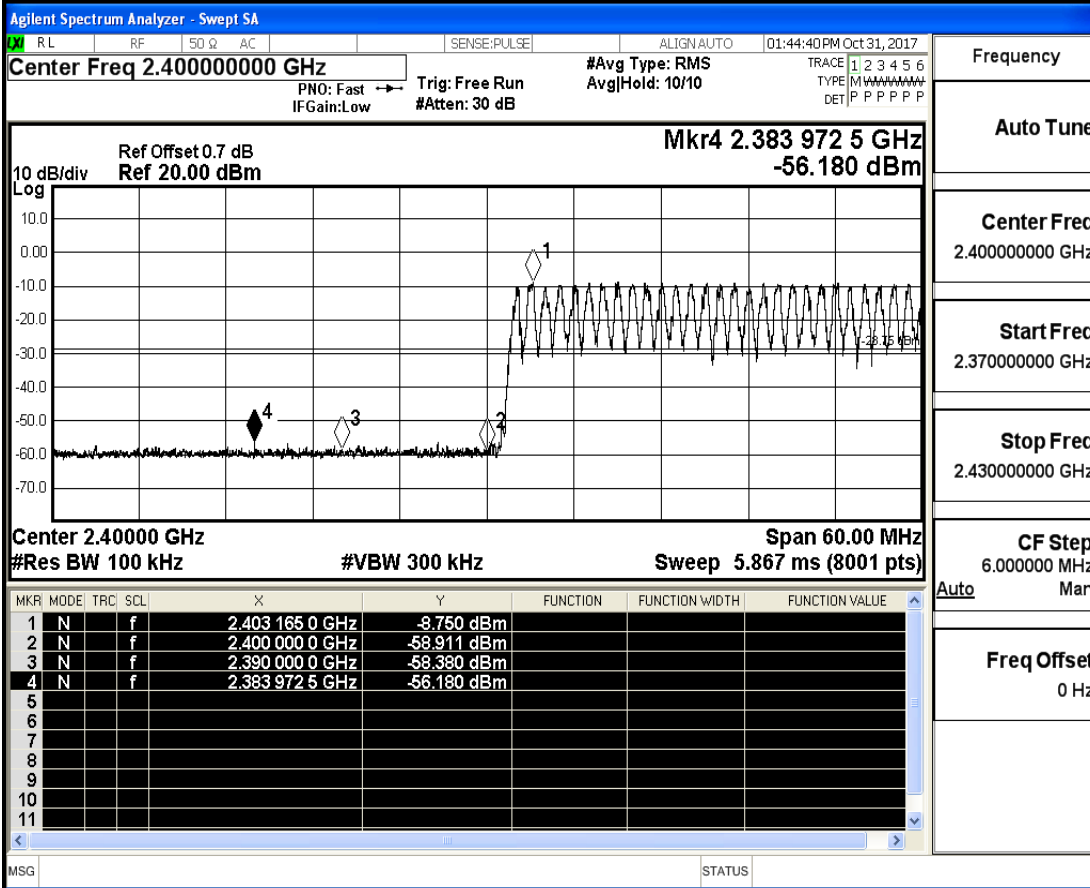 Agilent Spectrum Analyzer - Swept SA
LXI RL RF 50 Ω AC SENSE:PULSE ALIGN AUTO 01:44:40 PM Oct 31, 2017
Center Freq 2.400000000 GHz
PNO: Fast
IFGain:Low
Trig: Free Run
#Atten: 30 dB
#Avg Type: RMS
Avg|Hold: 10/10
TRACE 1 2 3 4 5 6
TYPE M W W W W W
DET P P P P P P
Mkr4 2.383 972 5 GHz
-56.180 dBm
Ref Offset 0.7 dB
10 dB/div Ref 20.00 dBm
Log
10.0
0.00
-10.0
-20.0
-30.0
-40.0
-50.0
-60.0
-70.0
1
2
3
4
-28.75 dBm
Center 2.40000 GHz Span 60.00 MHz
#Res BW 100 kHz #VBW 300 kHz Sweep 5.867 ms (8001 pts)
MKR MODE TRC SCL X Y FUNCTION FUNCTION WIDTH FUNCTION VALUE
1 N f 2.403 165 0 GHz -8.750 dBm
2 N f 2.400 000 0 GHz -58.911 dBm
3 N f 2.390 000 0 GHz -58.380 dBm
4 N f 2.383 972 5 GHz -56.180 dBm
5
6
7
8
9
10
11
MSG STATUS
Frequency
Auto Tune
Center Freq
2.400000000 GHz
Start Freq
2.370000000 GHz
Stop Freq
2.430000000 GHz
CF Step
6.000000 MHz
Auto Man
Freq Offset
0 Hz